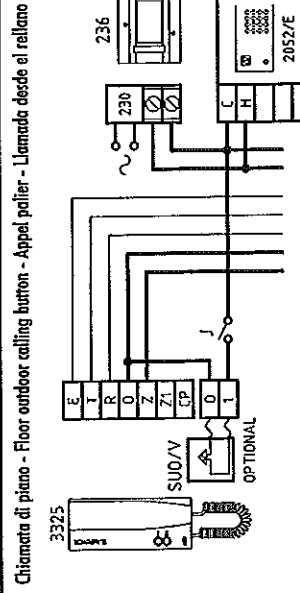 Chiamata di piano - Floor outdoor calling button - Appel palier - Llamada desde el rellano
236
230
2052/E
C
H
E
T
R
O
Z
Z1
CP
0
1
SUO/V
OPTIONAL
3325